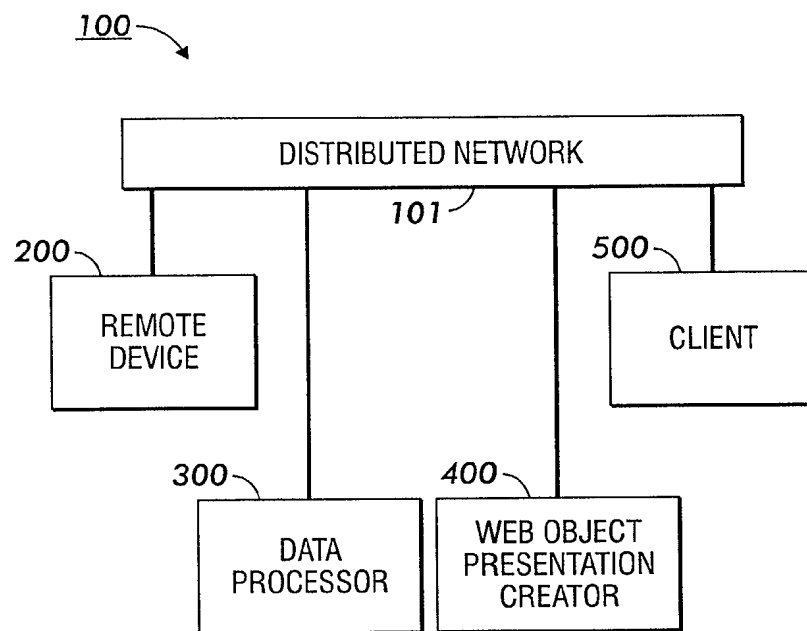 100
DISTRIBUTED NETWORK
101
200
REMOTE
DEVICE
500
CLIENT
300
DATA
PROCESSOR
400
WEB OBJECT
PRESENTATION
CREATOR